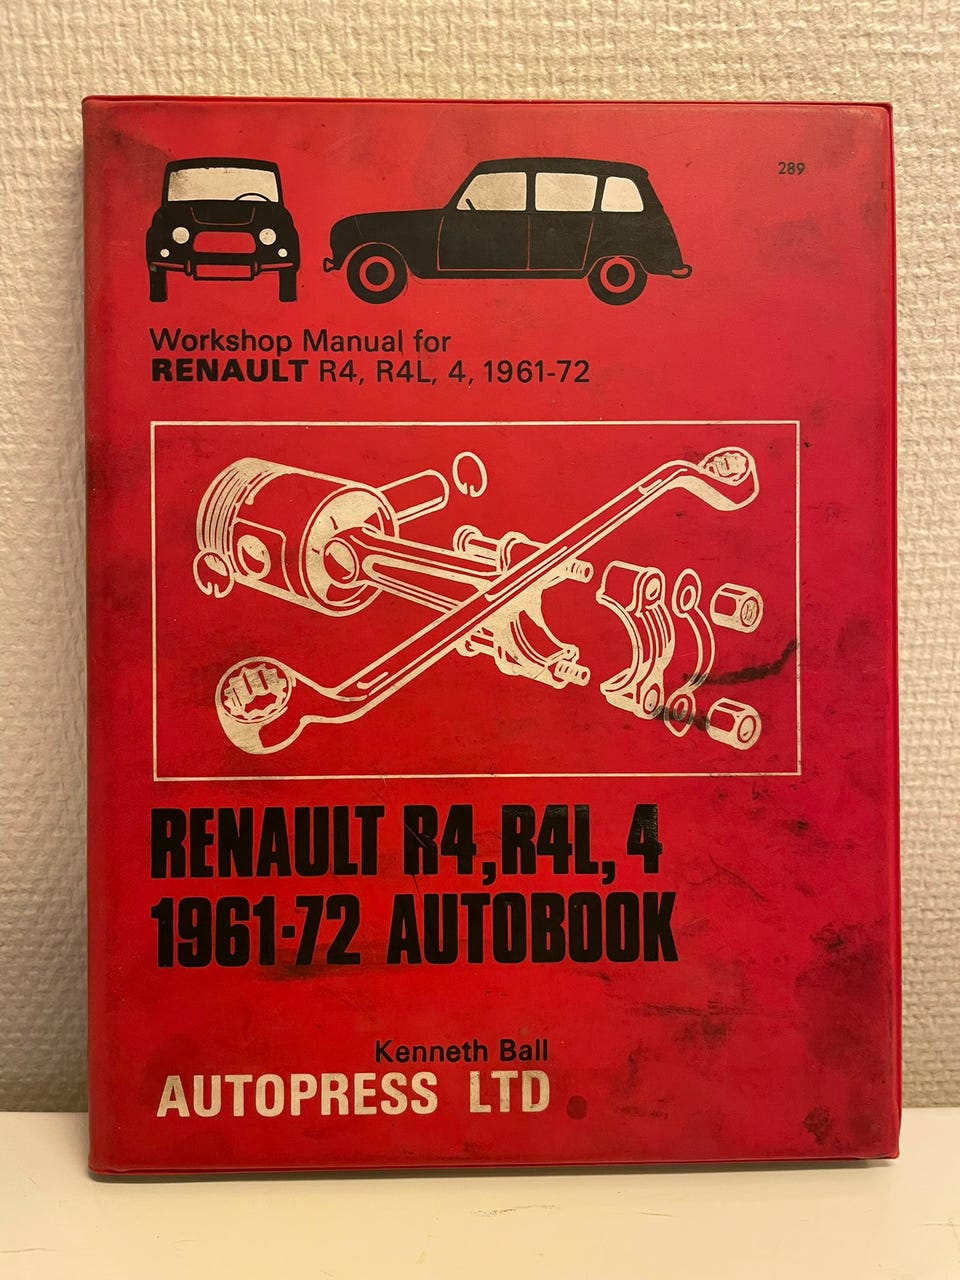 289
Workshop Manual for
RENAULT R4, R4L, 4, 1961-72
RENAULT R4, R4L, 4
1961-72 AUTOBOOK
Kenneth Ball
AUTOPRESS LTD